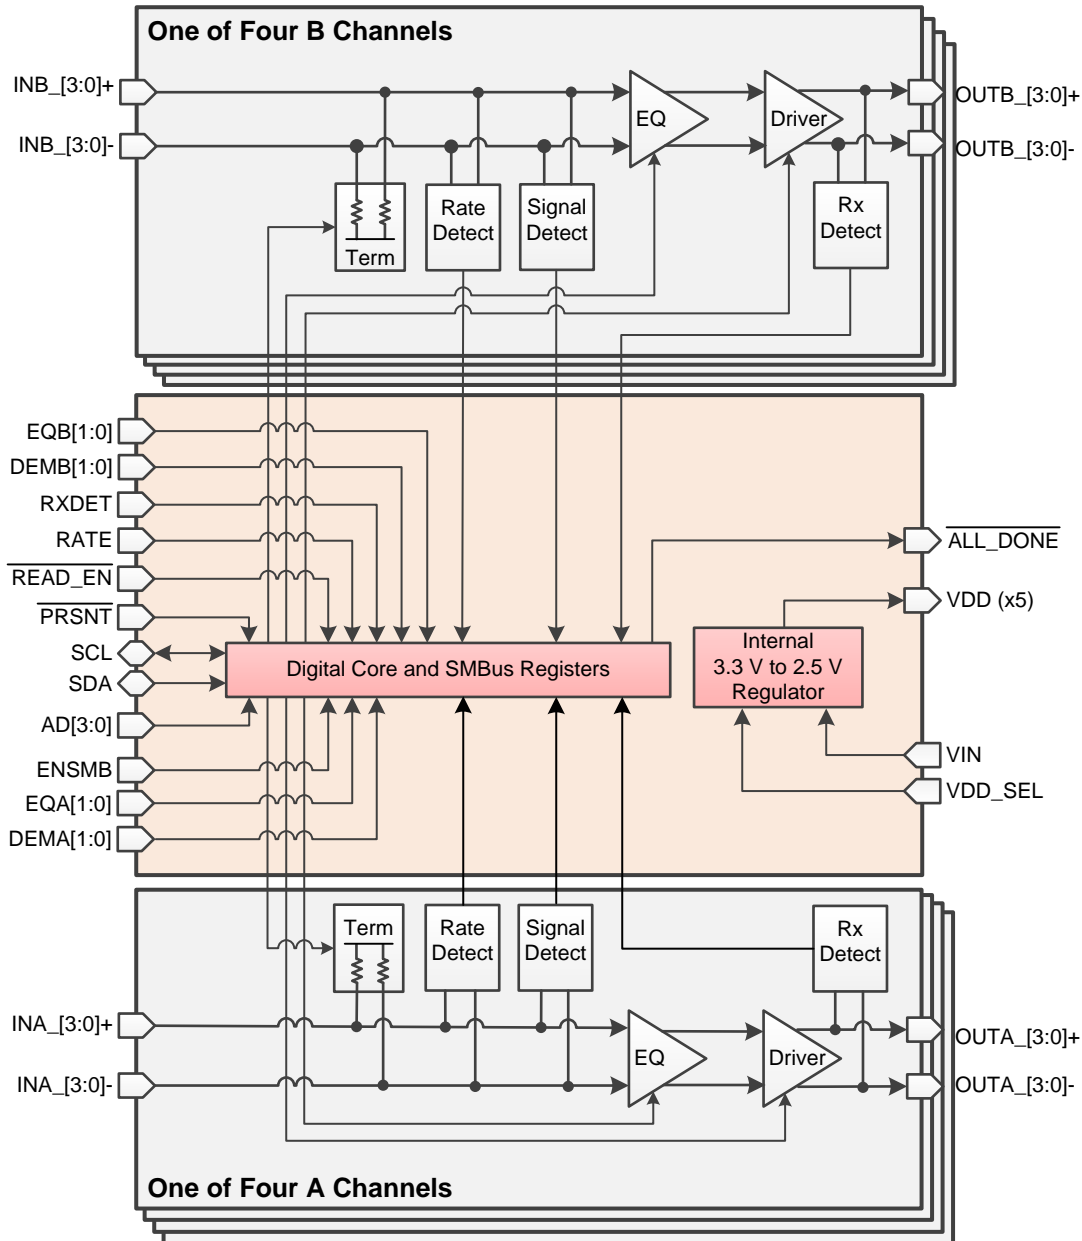 One of Four B Channels
INB_[3:0]+
INB_[3:0]-
EQ
Driver
OUTB_[3:0]+
OUTB_[3:0]-
Term
Rate
Detect
Signal
Detect
Rx
Detect
EQB[1:0]
DEMB[1:0]
RXDET
RATE
READ_EN
PRSNT
SCL
SDA
AD[3:0]
ENSMB
EQA[1:0]
DEMA[1:0]
Digital Core and SMBus Registers
Internal
3.3 V to 2.5 V
Regulator
ALL_DONE
VDD (x5)
VIN
VDD_SEL
Term
Rate
Detect
Signal
Detect
Rx
Detect
INA_[3:0]+
INA_[3:0]-
EQ
Driver
OUTA_[3:0]+
OUTA_[3:0]-
One of Four A Channels